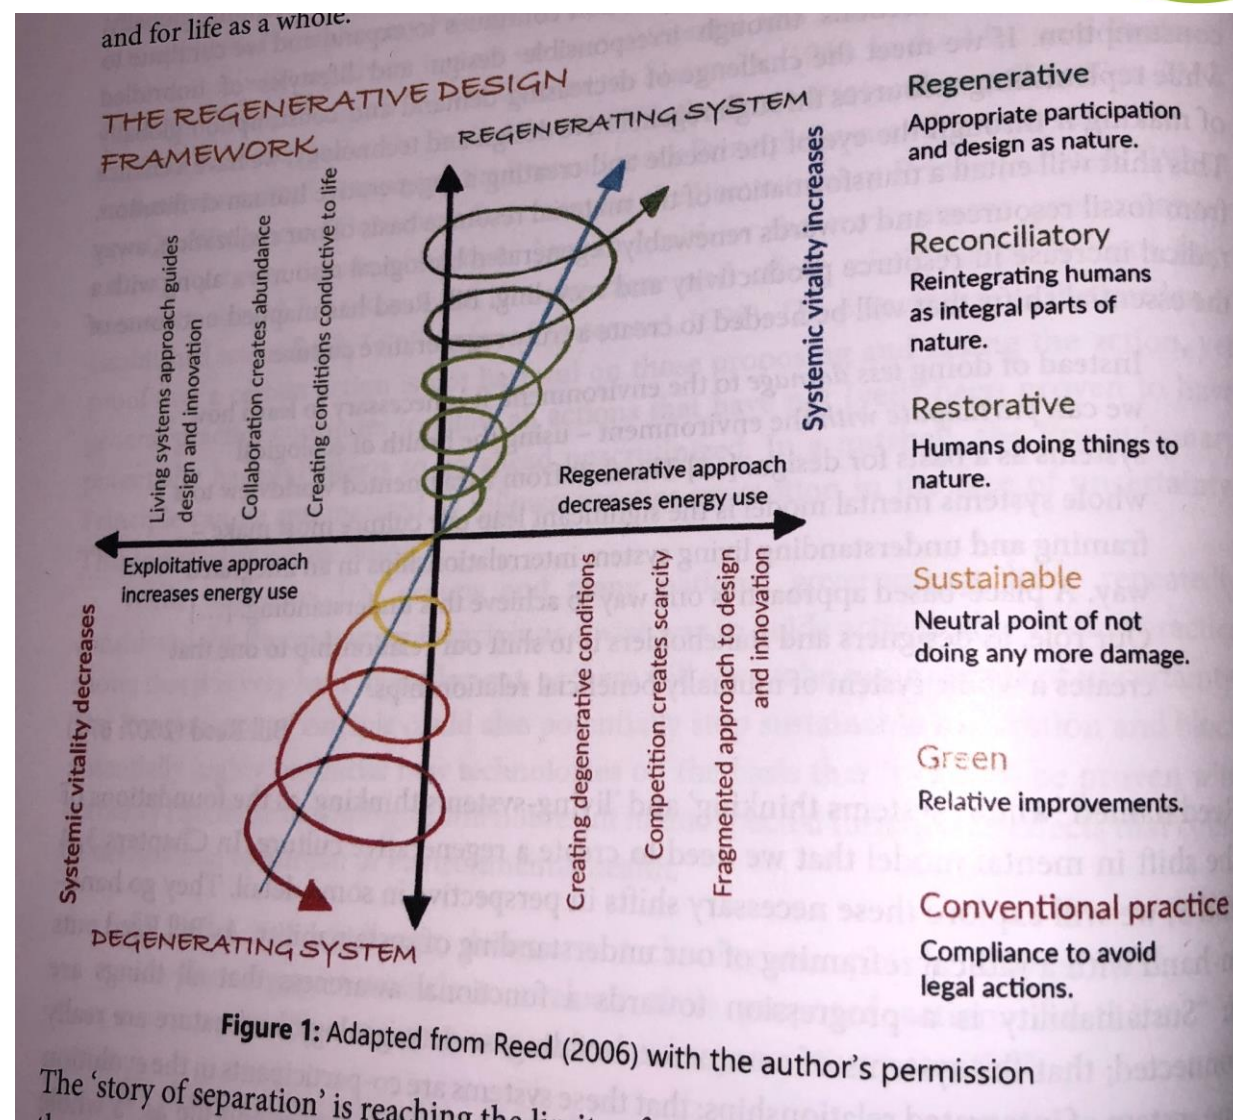 and for life as a whole.
THE REGENERATIVE DESIGN
FRAMEWORK
REGENERATING SYSTEM
Living systems approach guides
design and innovation
Collaboration creates abundance
Creating conditions conductive to life
Systemic vitality increases
Regenerative approach
decreases energy use
Exploitative approach
increases energy use
Systemic vitality decreases
Creating degenerative conditions
Competition creates scarcity
Fragmented approach to design
and innovation
DEGENERATING SYSTEM
Regenerative
Appropriate participation
and design as nature.
Reconciliatory
Reintegrating humans
as integral parts of
nature.
Restorative
Humans doing things to
nature.
Sustainable
Neutral point of not
doing any more damage.
Green
Relative improvements.
Conventional practice
Compliance to avoid
legal actions.
Figure 1: Adapted from Reed (2006) with the author's permission
The 'story of separation' is reaching the